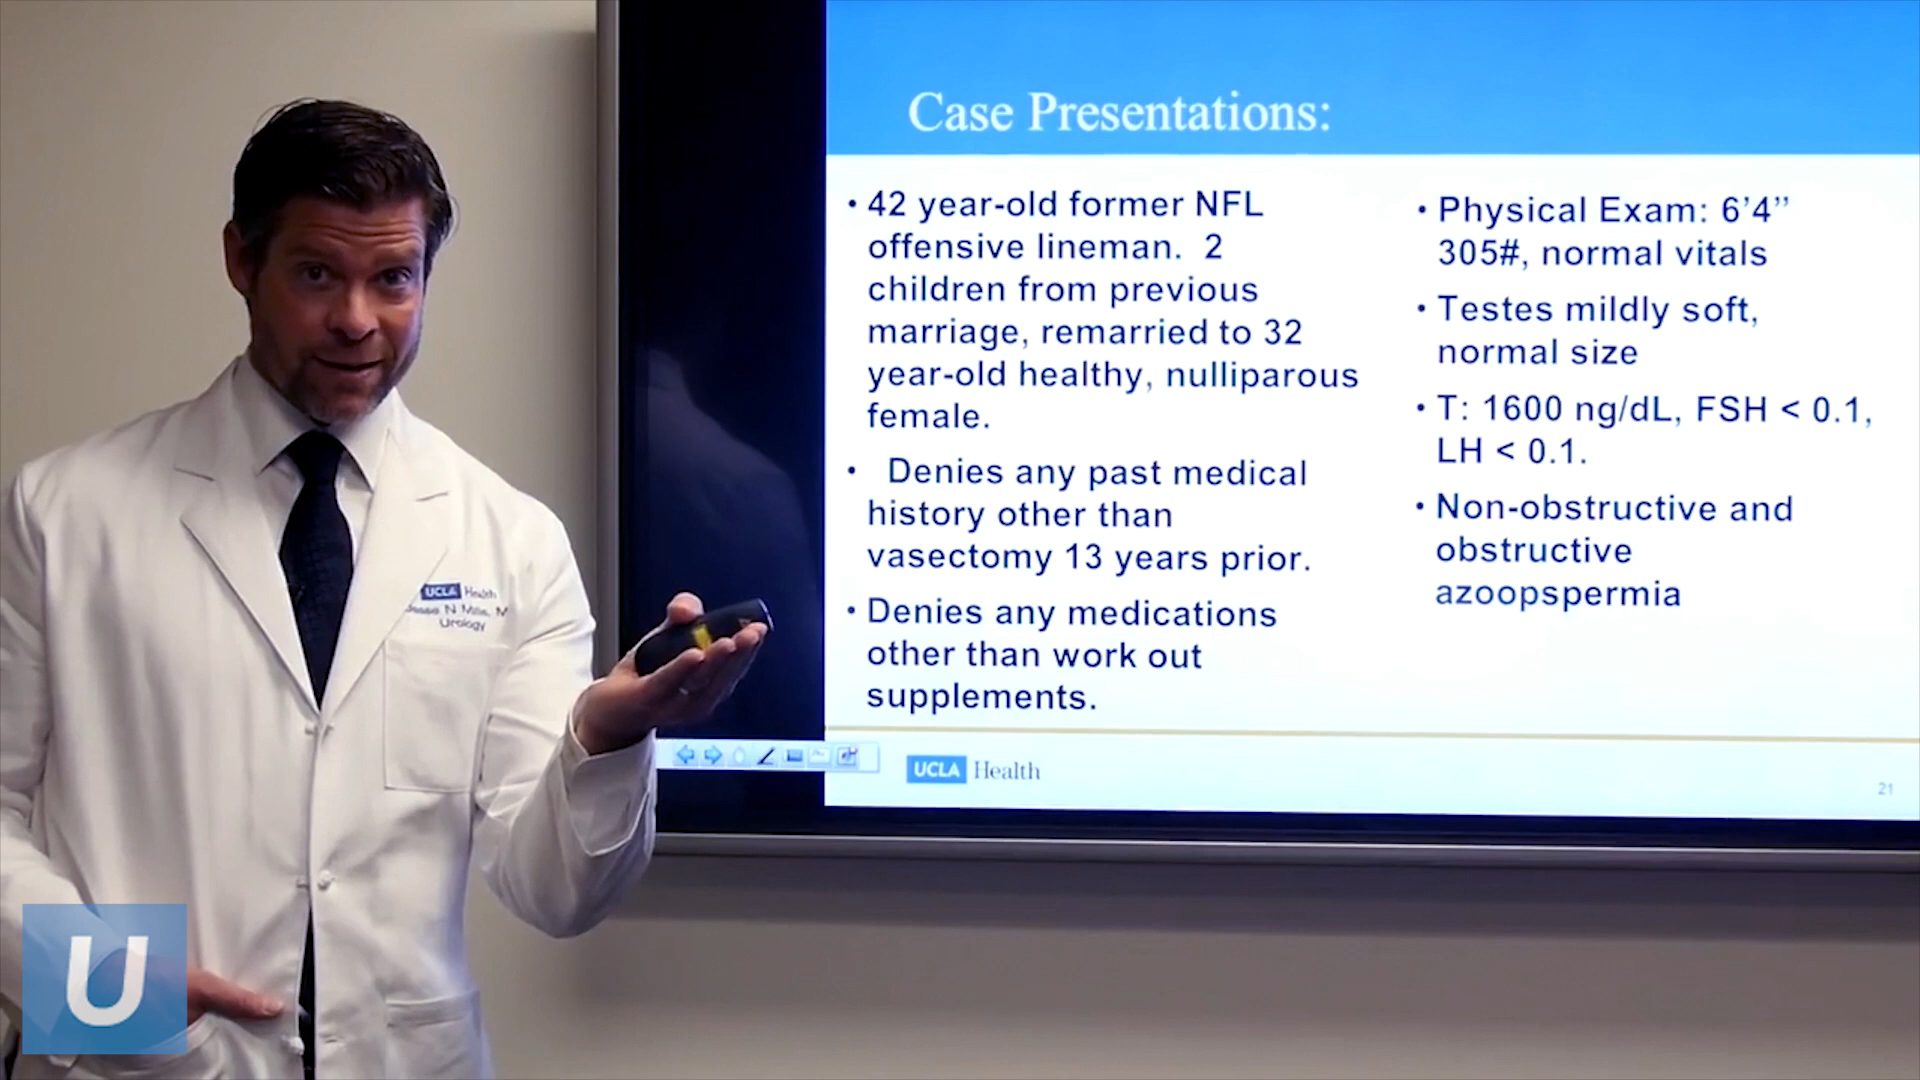 Case Presentations:
• 42 year-old former NFL
offensive lineman. 2
children from previous
marriage, remarried to 32
year-old healthy, nulliparous
female.
• Denies any past medical
history other than
vasectomy 13 years prior.
• Denies any medications
other than work out
supplements.
• Physical Exam: 6’4”
305#, normal vitals
• Testes mildly soft,
normal size
• T: 1600 ng/dL, FSH < 0.1,
LH < 0.1.
• Non-obstructive and
obstructive
azoopspermia
UCLA Health
21
UCLA Health
Jesse N Mills, M
Urology
U